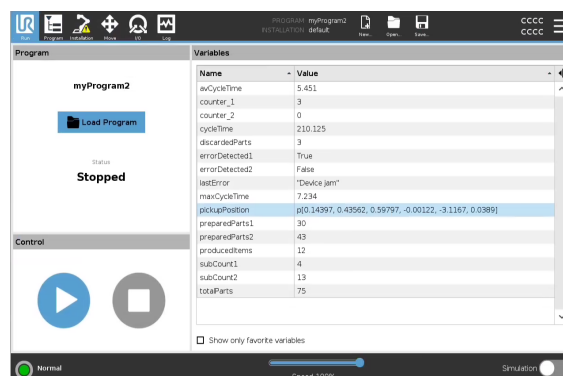 UR
PROGRAM myProgram2
INSTALLATION default
CCCC
CCCC
Run Program Installation Move I/O Log New... Open... Save...
Program
Variables
Name Value
myProgram2
Load Program
Status
Stopped
avCycleTime 5.451
counter_1 3
counter_2 0
cycleTime 210.125
discardedParts 3
errorDetected1 True
errorDetected2 False
lastError "Device jam"
maxCycleTime 7.234
pickupPosition p[0.14397, 0.43562, 0.59797, -0.00122, -3.1167, 0.0389]
preparedParts1 30
preparedParts2 43
producedItems 12
subCount1 4
subCount2 13
totalParts 75
Control
Show only favorite variables
Normal
Speed 100%
Simulation